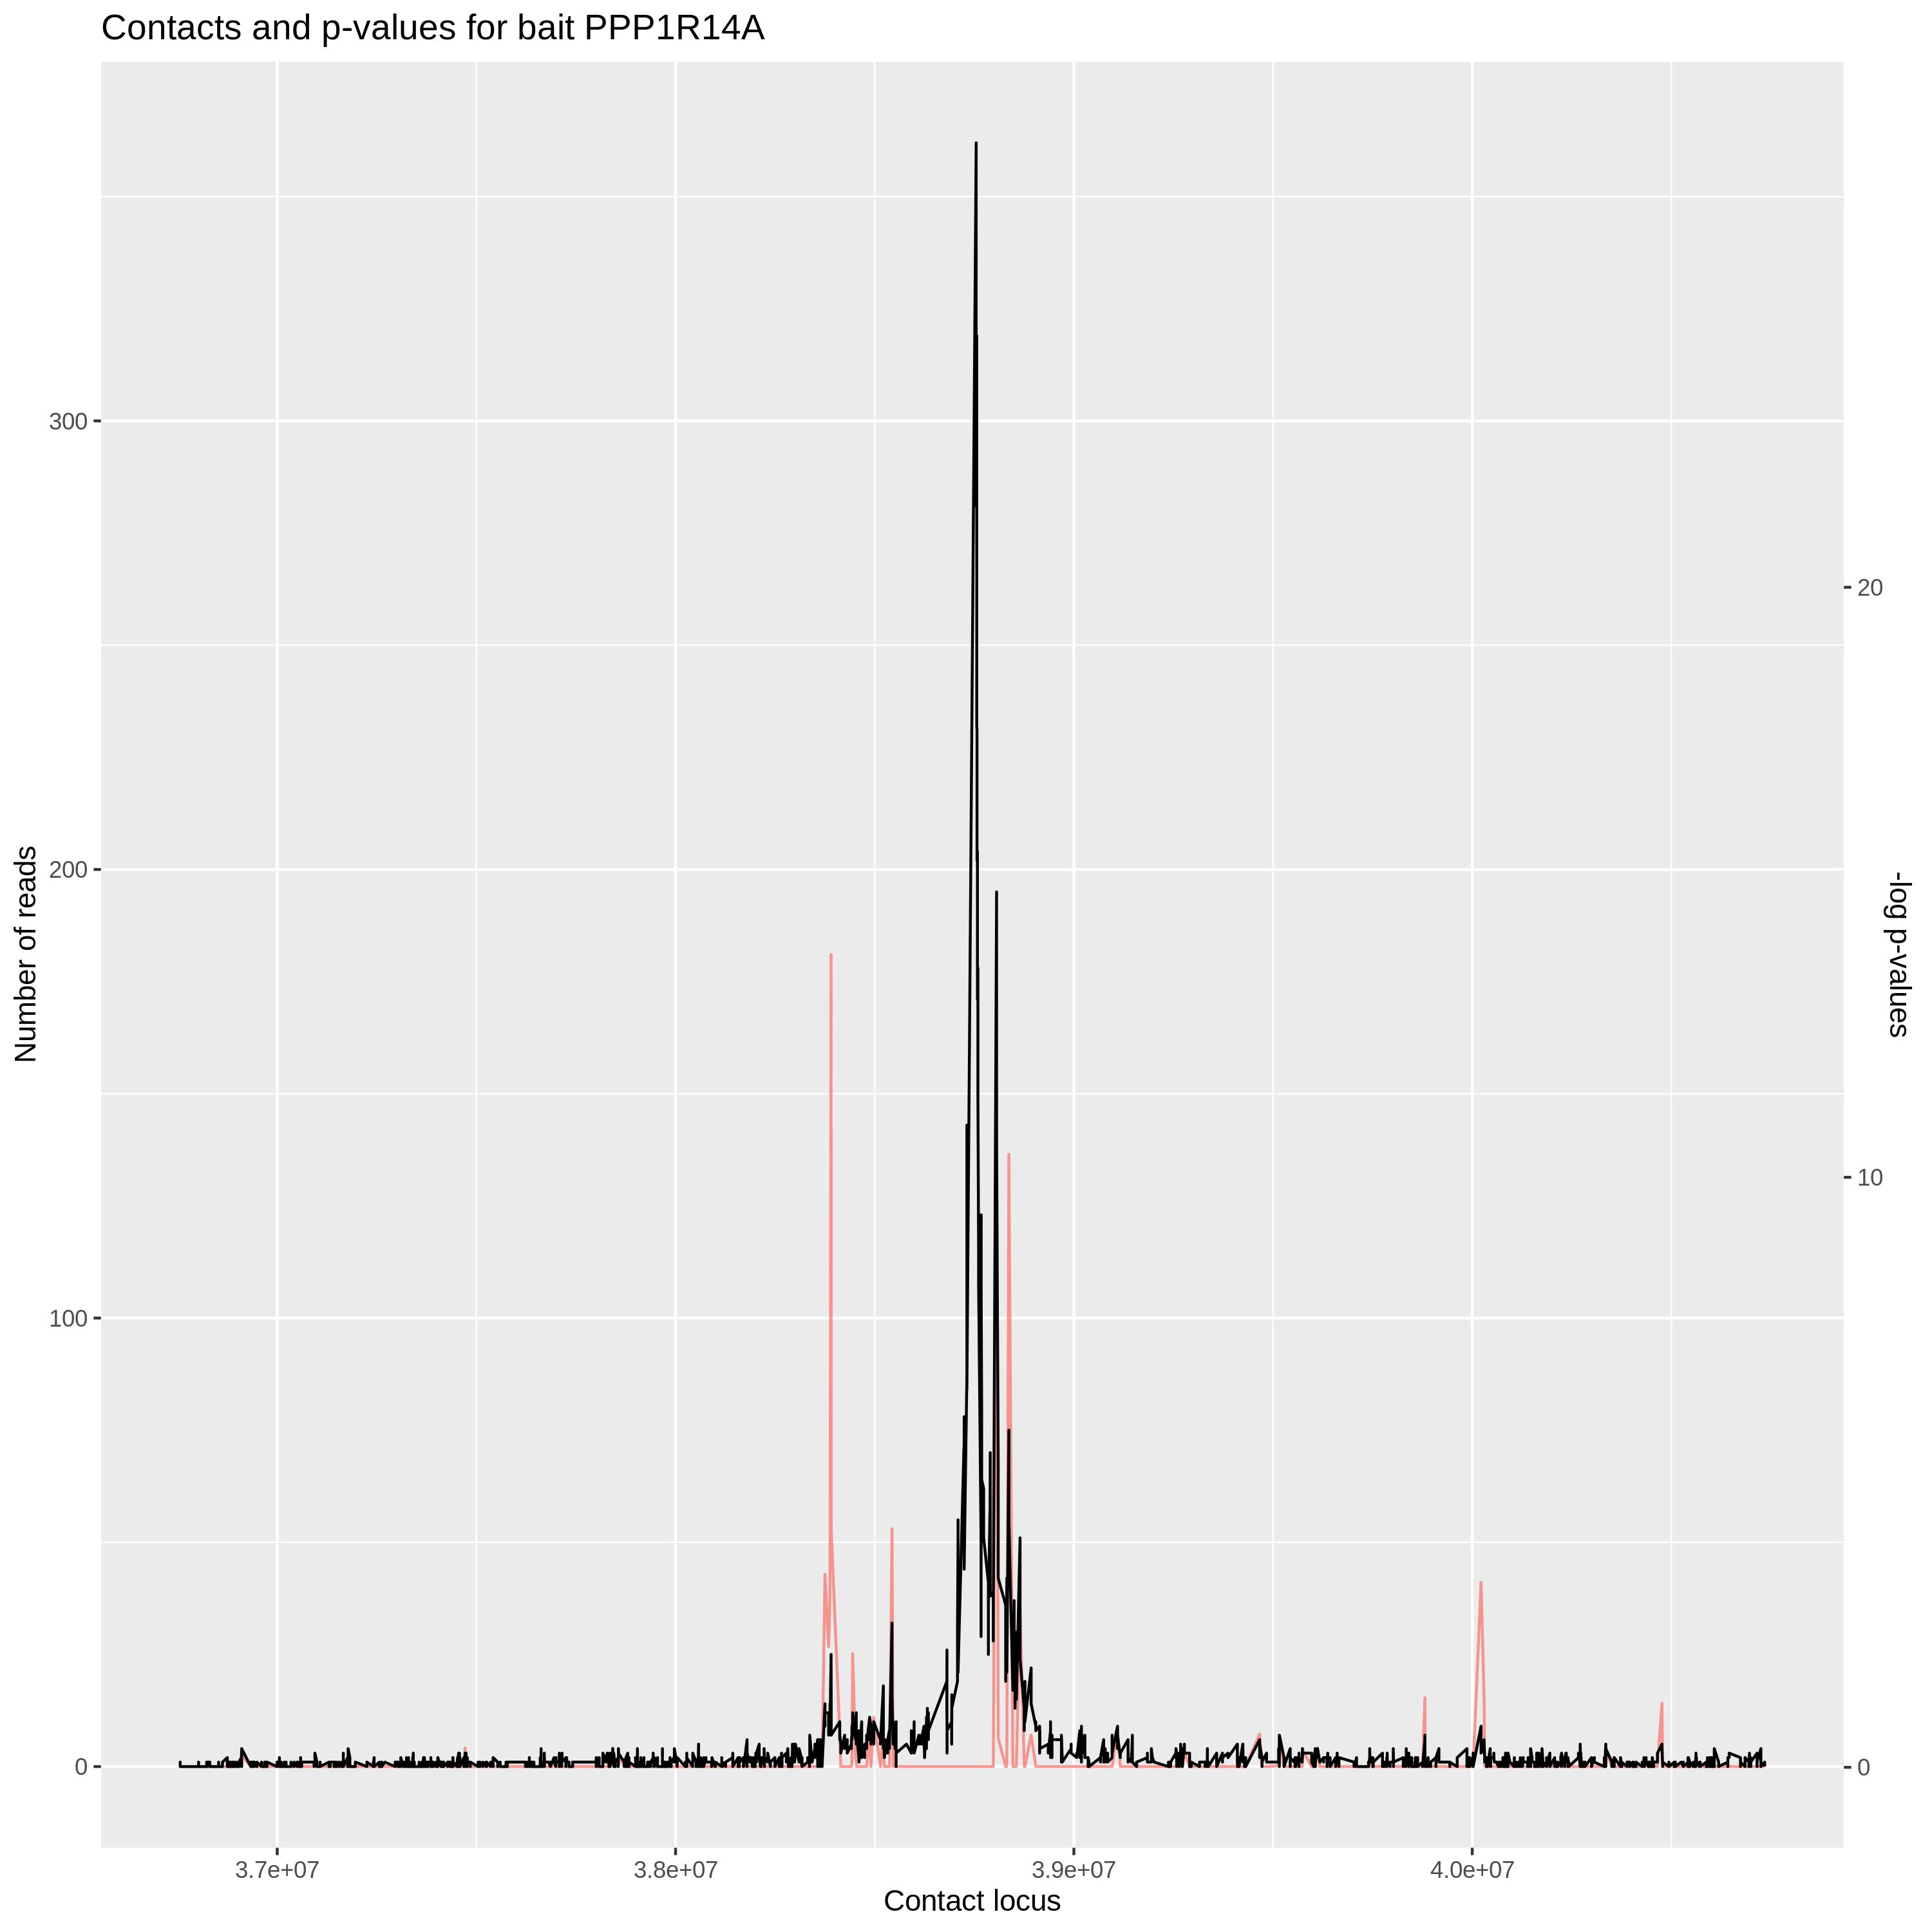 Contacts and p-values for bait PPP1R14A
300
200
100
0
Number of reads
20
10
0
-log p-values
3.7e+07 3.8e+07 3.9e+07 4.0e+07
Contact locus